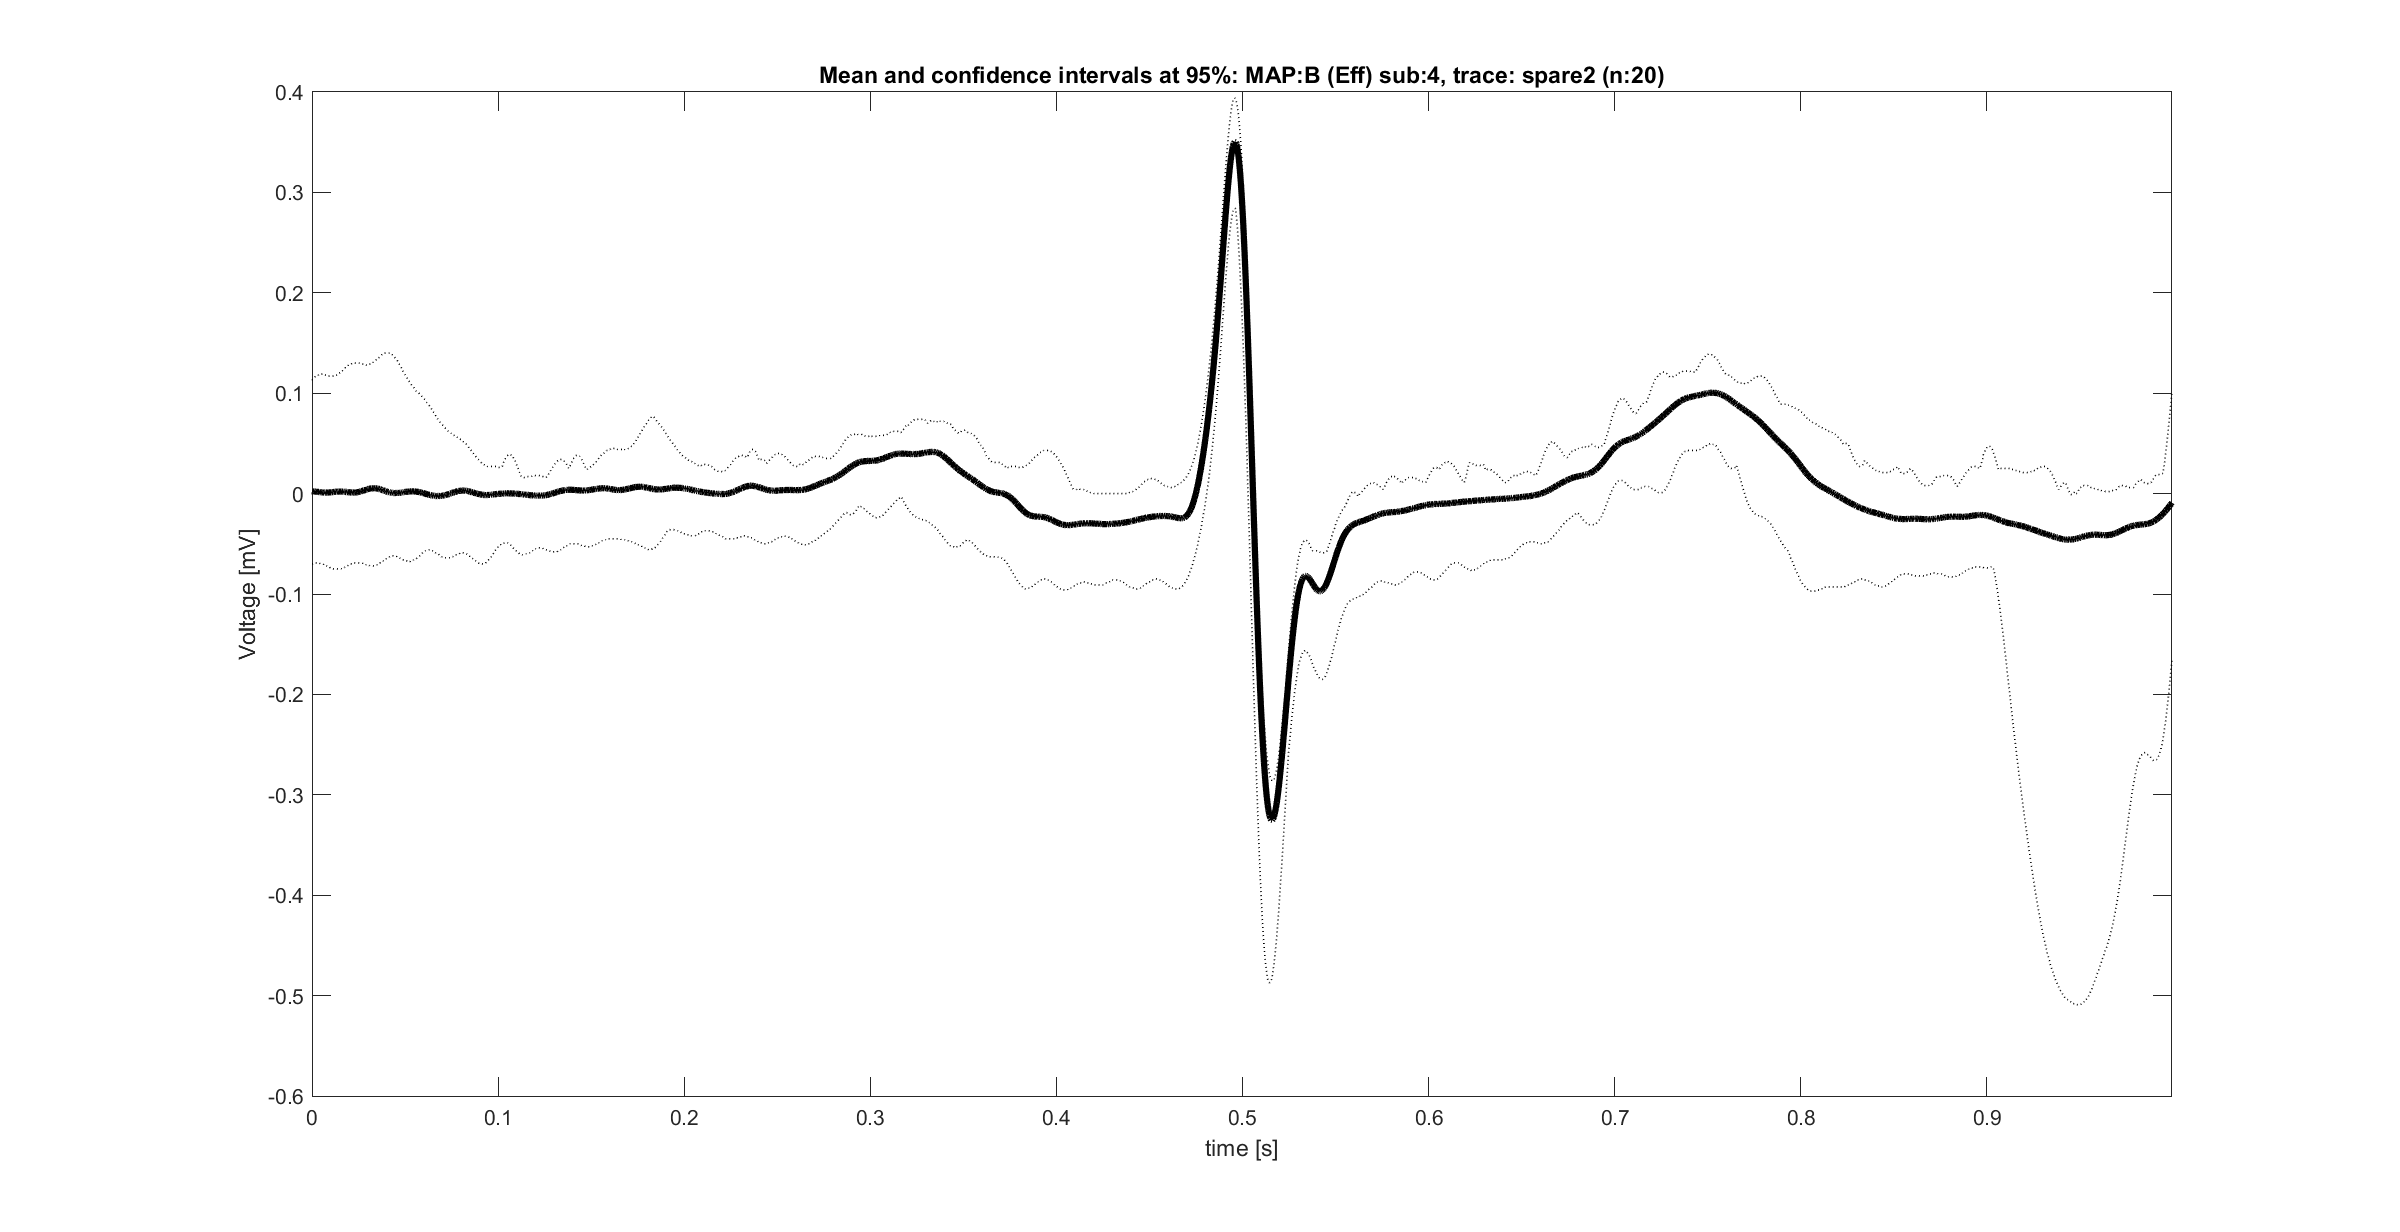 Mean and confidence intervals at 95%: MAP:B (Eff) sub:4, trace: spare2 (n:20)
0.4
0.3
0.2
0.1
0
-0.1
-0.2
-0.3
-0.4
-0.5
-0.6
Voltage [mV]
0 0.1 0.2 0.3 0.4 0.5 0.6 0.7 0.8 0.9
time [s]